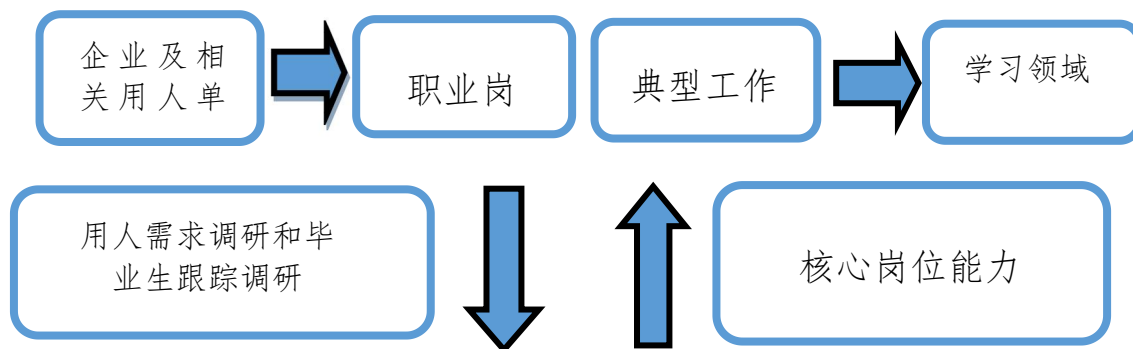 企业及相
关用人单
职业岗
典型工作
学习领域
用人需求调研和毕
业生跟踪调研
核心岗位能力